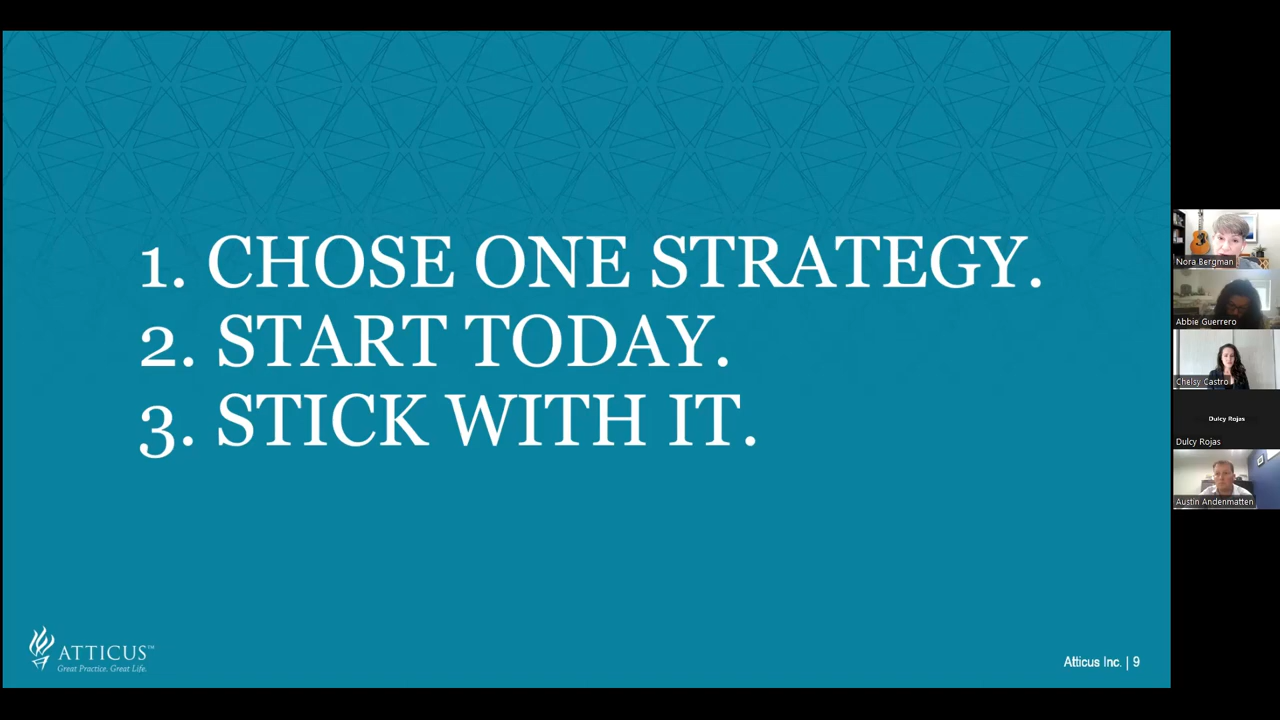 1. CHOSE ONE STRATEGY.
2. START TODAY.
3. STICK WITH IT.
ATTICUS™
Great Practice. Great Life.
Atticus Inc. | 9
Nora Bergman
Abbie Guerrero
Chelsy Castro
Dulcy Rojas
Dulcy Rojas
Austin Andenmatten